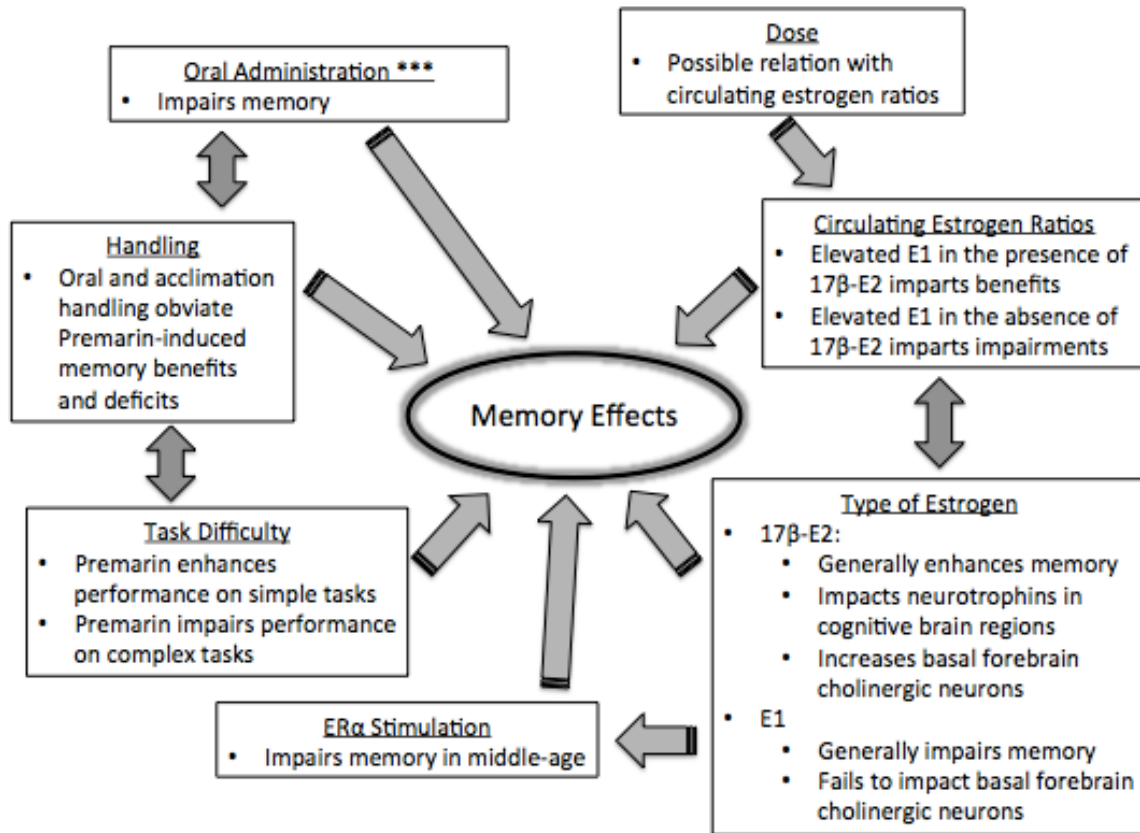 Oral Administration ***
• Impairs memory
Dose
• Possible relation with
circulating estrogen ratios
Handling
• Oral and acclimation
handling obviate
Premarin-induced
memory benefits
and deficits
Circulating Estrogen Ratios
• Elevated E1 in the presence of
17β-E2 imparts benefits
• Elevated E1 in the absence of
17β-E2 imparts impairments
Memory Effects
Task Difficulty
• Premarin enhances
performance on simple tasks
• Premarin impairs performance
on complex tasks
Type of Estrogen
• 17β-E2:
• Generally enhances memory
• Impacts neurotrophins in
cognitive brain regions
• Increases basal forebrain
cholinergic neurons
• E1
• Generally impairs memory
• Fails to impact basal forebrain
cholinergic neurons
ERα Stimulation
• Impairs memory in middle-age